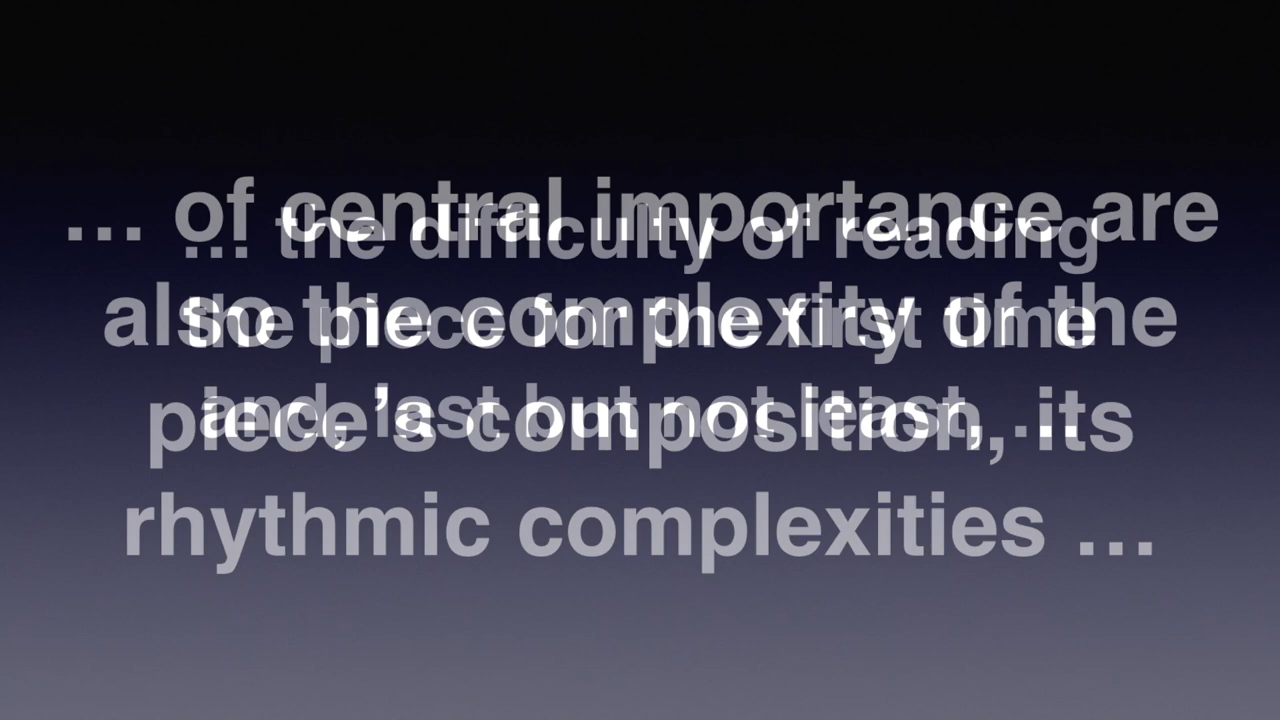 … of central importance are
also the complexity of the
piece's composition, its
rhythmic complexities …
… the difficulty of reading
the piece for the first time
and, last but not least, …